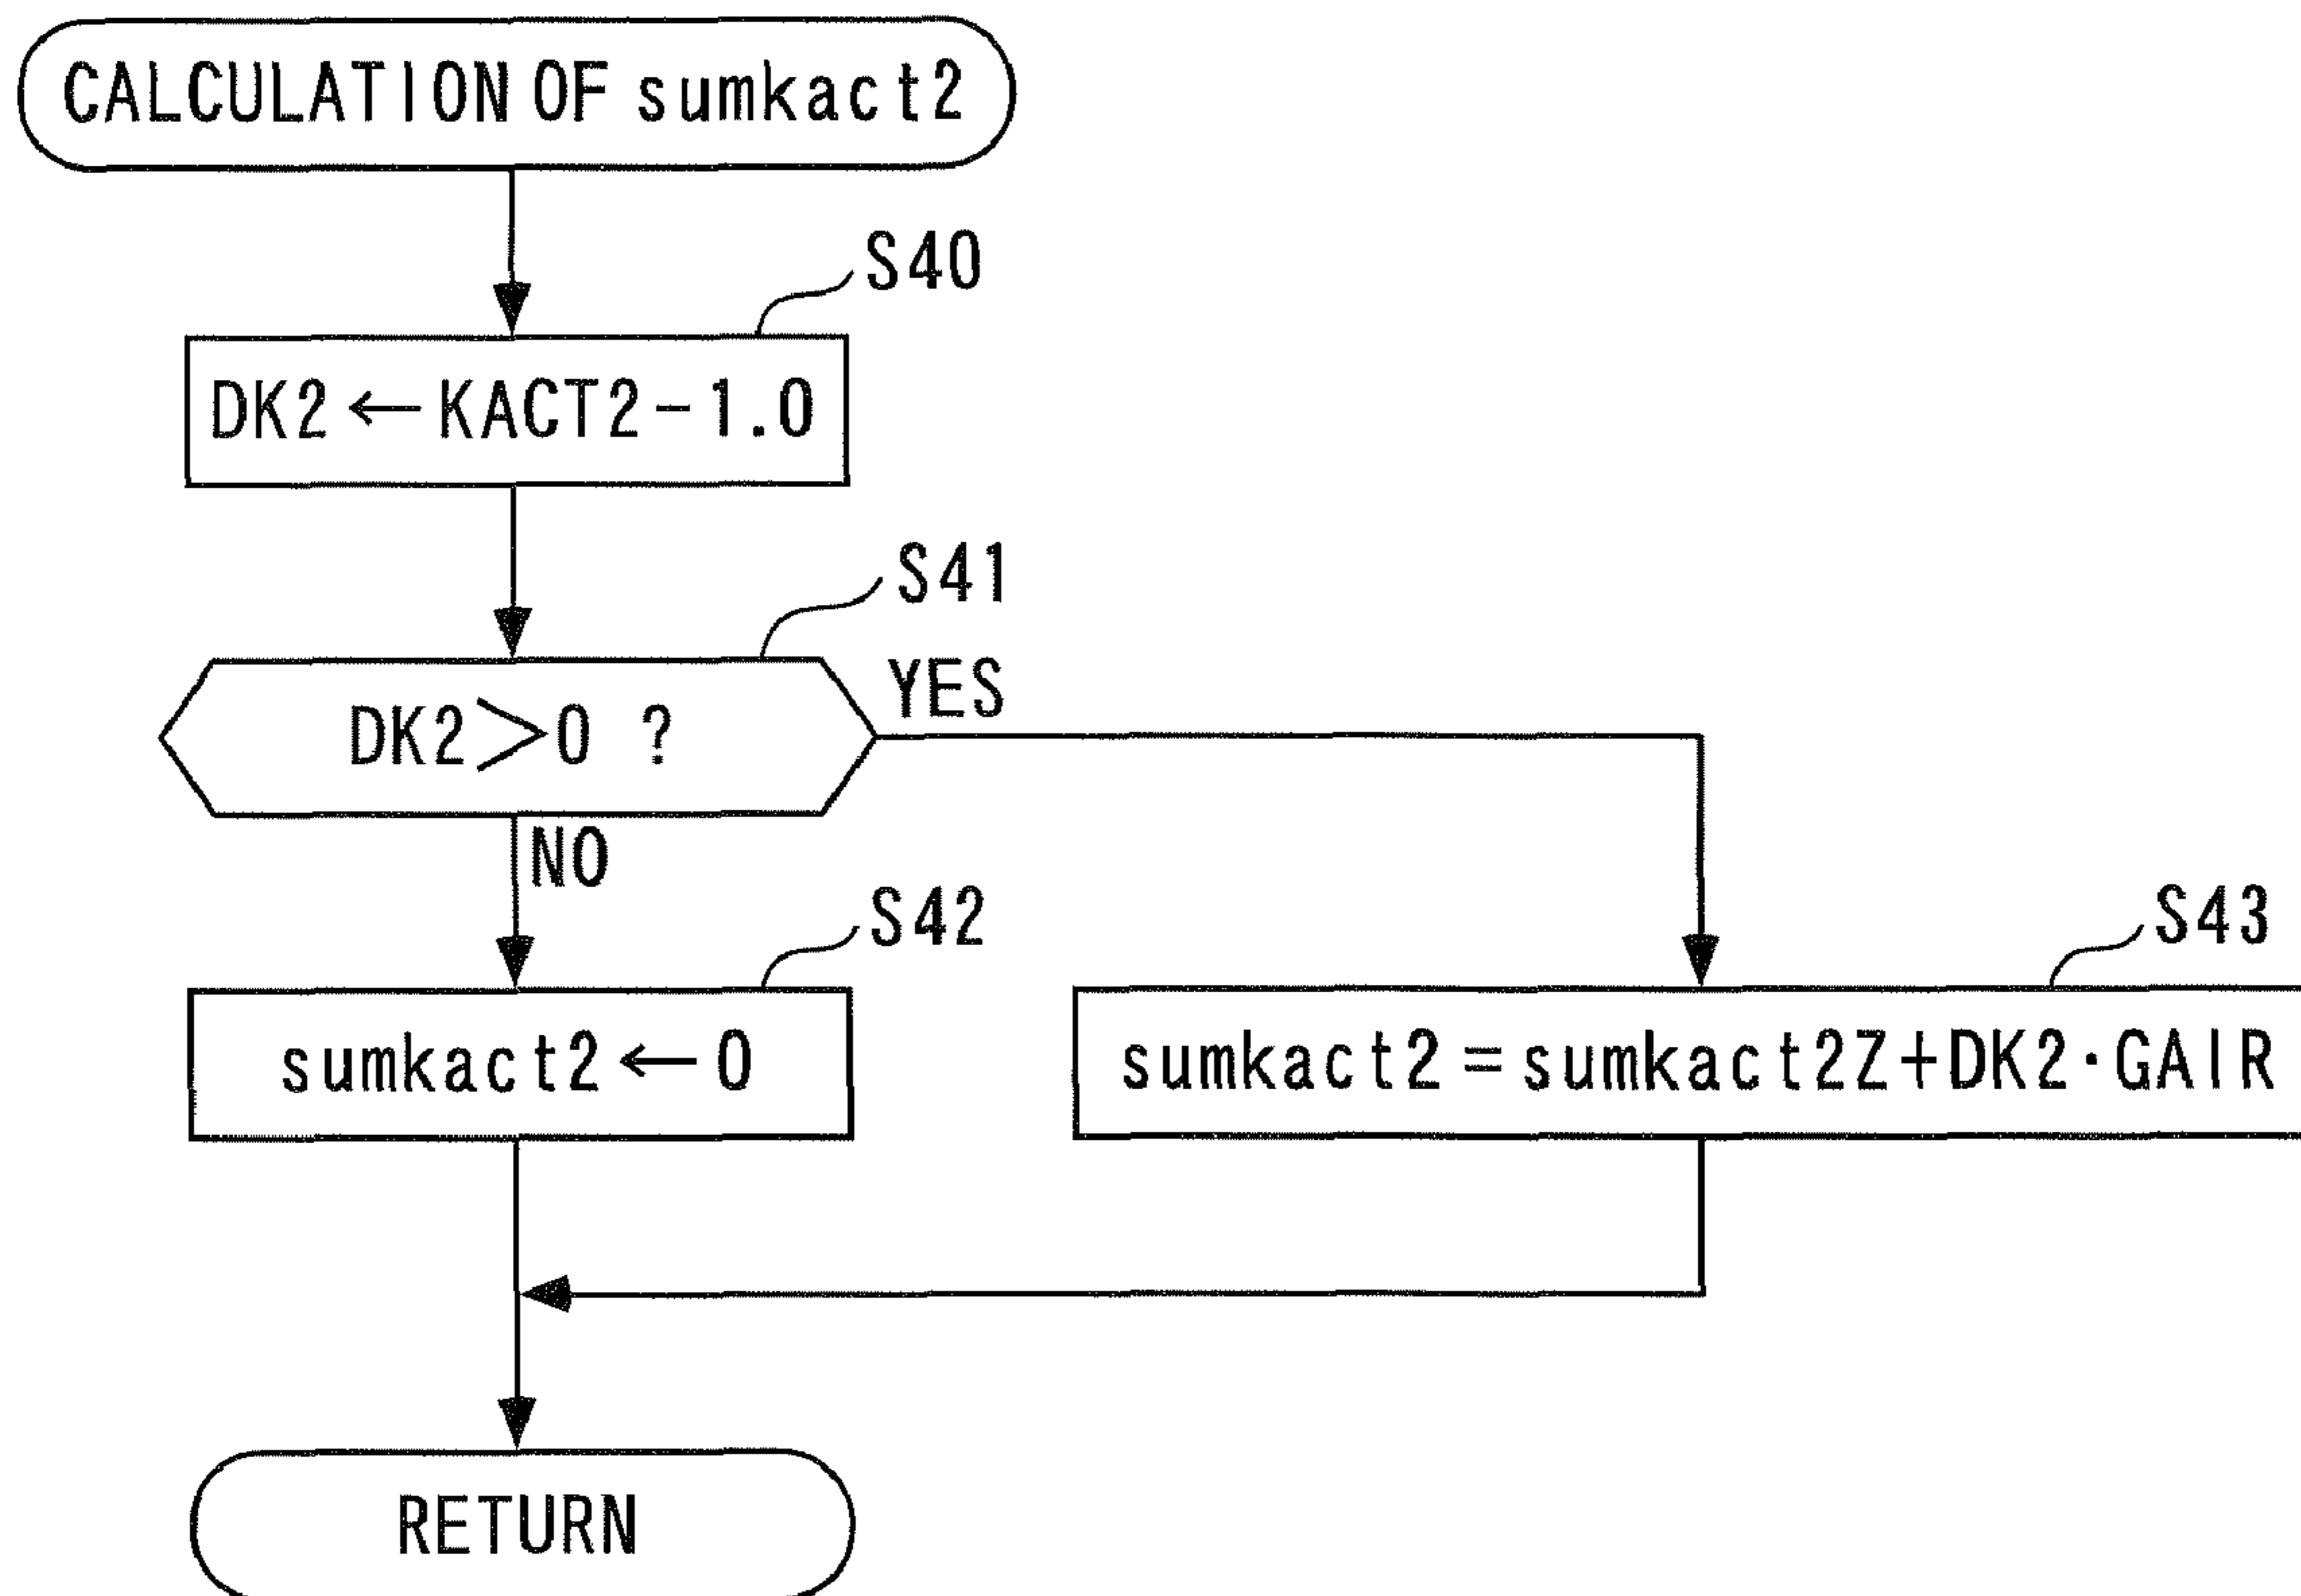 CALCULATION OF sumkact2
S40
DK2←KACT2-1.0
S41
DK2>0 ?
YES
NO
S42
S43
sumkact2←0
sumkact2=sumkact2Z+DK2·GAIR
RETURN